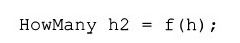 HowMany h2 = f(h);